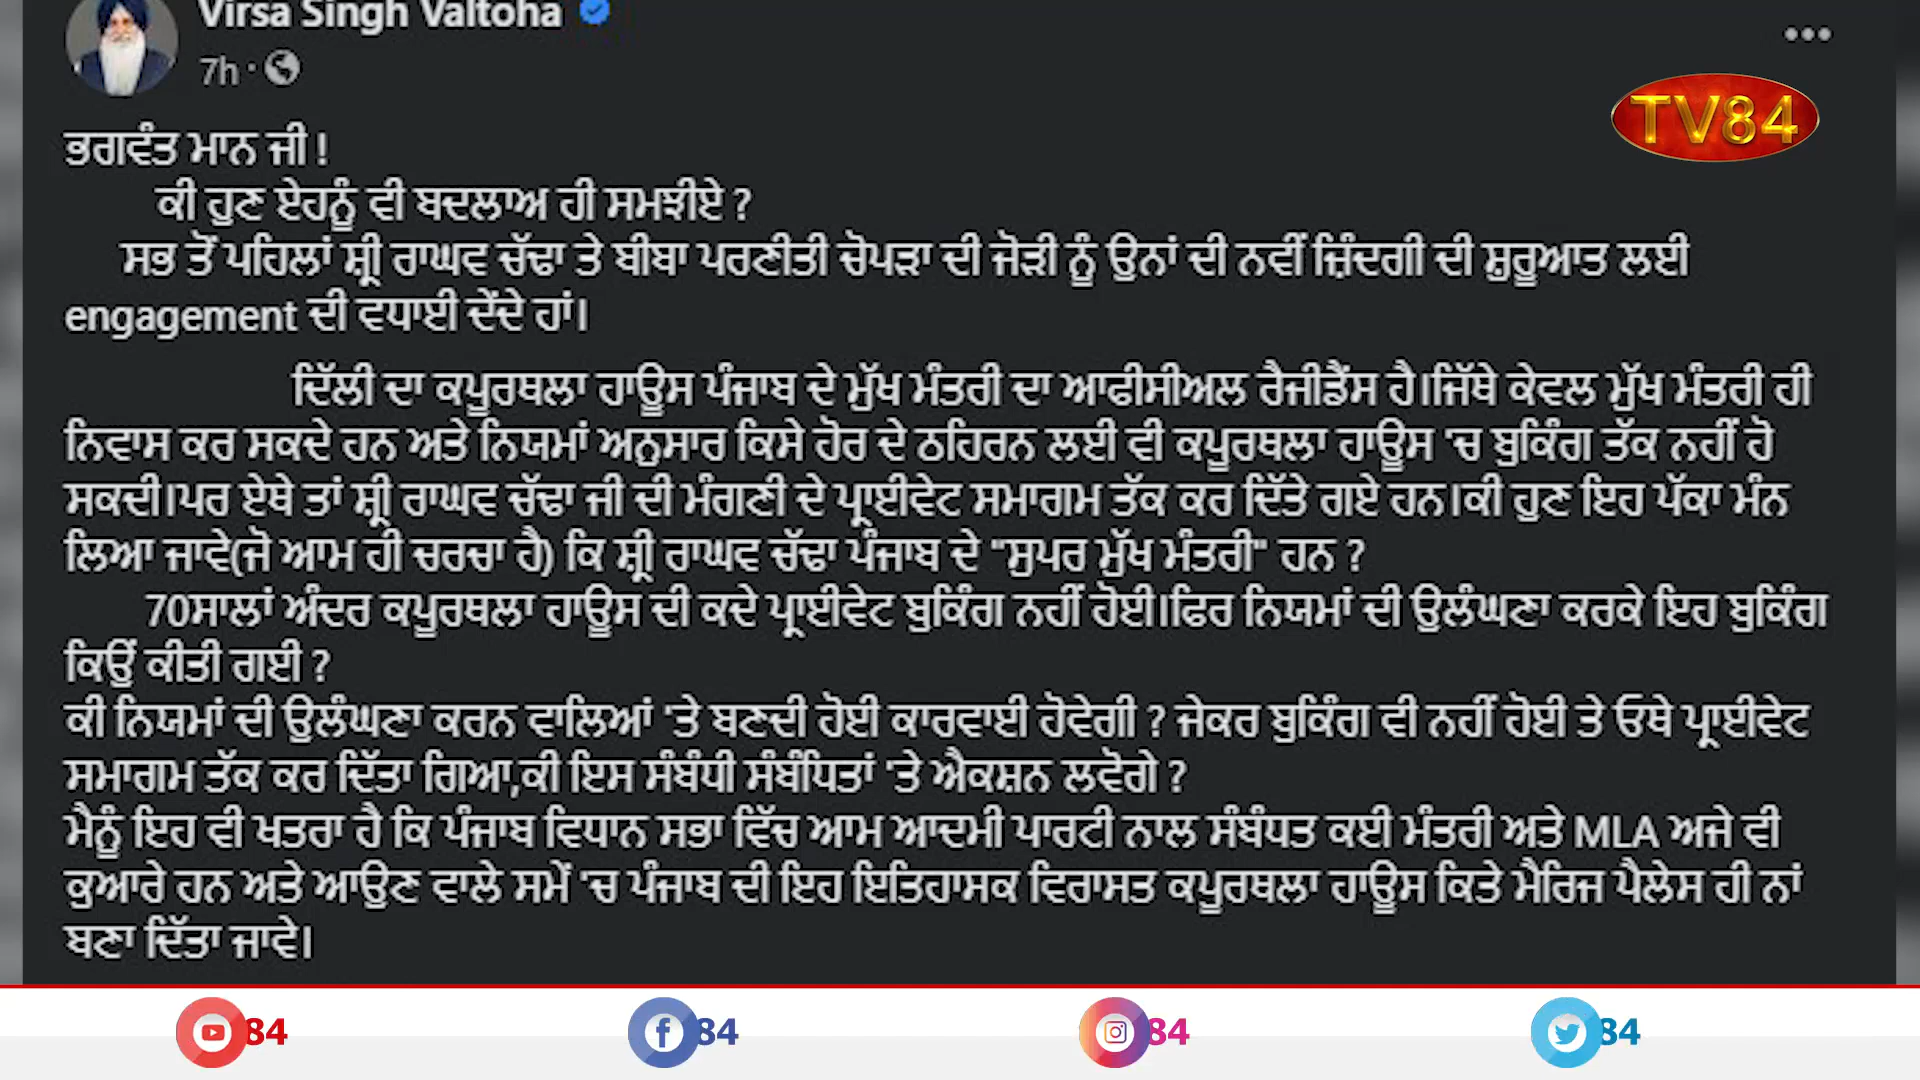 Virsa Singh Valtoha
7h ·
TV84
ਭਗਵੰਤ ਮਾਨ ਜੀ !
ਕੀ ਹੁਣ ਏਹਨੂੰ ਵੀ ਬਦਲਾਅ ਹੀ ਸਮਝੀਏ ?
ਸਭ ਤੋਂ ਪਹਿਲਾਂ ਸ਼੍ਰੀ ਰਾਘਵ ਚੱਢਾ ਤੇ ਬੀਬਾ ਪਰਣੀਤੀ ਚੋਪੜਾ ਦੀ ਜੋੜੀ ਨੂੰ ਉਨਾਂ ਦੀ ਨਵੀਂ ਜ਼ਿੰਦਗੀ ਦੀ ਸ਼ੁਰੂਆਤ ਲਈ
engagement ਦੀ ਵਧਾਈ ਦੇਂਦੇ ਹਾਂ।
ਦਿੱਲੀ ਦਾ ਕਪੂਰਥਲਾ ਹਾਊਸ ਪੰਜਾਬ ਦੇ ਮੁੱਖ ਮੰਤਰੀ ਦਾ ਆਫੀਸੀਅਲ ਰੈਜੀਡੈਂਸ ਹੈ।ਜਿੱਥੇ ਕੇਵਲ ਮੁੱਖ ਮੰਤਰੀ ਹੀ
ਨਿਵਾਸ ਕਰ ਸਕਦੇ ਹਨ ਅਤੇ ਨਿਯਮਾਂ ਅਨੁਸਾਰ ਕਿਸੇ ਹੋਰ ਦੇ ਠਹਿਰਨ ਲਈ ਵੀ ਕਪੂਰਥਲਾ ਹਾਊਸ 'ਚ ਬੁਕਿੰਗ ਤੱਕ ਨਹੀਂ ਹੋ
ਸਕਦੀ।ਪਰ ਏਥੇ ਤਾਂ ਸ਼੍ਰੀ ਰਾਘਵ ਚੱਢਾ ਜੀ ਦੀ ਮੰਗਣੀ ਦੇ ਪ੍ਰਾਈਵੇਟ ਸਮਾਗਮ ਤੱਕ ਕਰ ਦਿੱਤੇ ਗਏ ਹਨ।ਕੀ ਹੁਣ ਇਹ ਪੱਕਾ ਮੰਨ
ਲਿਆ ਜਾਵੇ(ਜੋ ਆਮ ਹੀ ਚਰਚਾ ਹੈ) ਕਿ ਸ਼੍ਰੀ ਰਾਘਵ ਚੱਢਾ ਪੰਜਾਬ ਦੇ "ਸੁਪਰ ਮੁੱਖ ਮੰਤਰੀ" ਹਨ ?
70ਸਾਲਾਂ ਅੰਦਰ ਕਪੂਰਥਲਾ ਹਾਊਸ ਦੀ ਕਦੇ ਪ੍ਰਾਈਵੇਟ ਬੁਕਿੰਗ ਨਹੀਂ ਹੋਈ।ਫਿਰ ਨਿਯਮਾਂ ਦੀ ਉਲੰਘਣਾ ਕਰਕੇ ਇਹ ਬੁਕਿੰਗ
ਕਿਉਂ ਕੀਤੀ ਗਈ ?
ਕੀ ਨਿਯਮਾਂ ਦੀ ਉਲੰਘਣਾ ਕਰਨ ਵਾਲਿਆਂ 'ਤੇ ਬਣਦੀ ਹੋਈ ਕਾਰਵਾਈ ਹੋਵੇਗੀ ? ਜੇਕਰ ਬੁਕਿੰਗ ਵੀ ਨਹੀਂ ਹੋਈ ਤੇ ਓਥੇ ਪ੍ਰਾਈਵੇਟ
ਸਮਾਗਮ ਤੱਕ ਕਰ ਦਿੱਤਾ ਗਿਆ,ਕੀ ਇਸ ਸੰਬੰਧੀ ਸੰਬੰਧਿਤਾਂ 'ਤੇ ਐਕਸ਼ਨ ਲਵੋਗੇ ?
ਮੈਨੂੰ ਇਹ ਵੀ ਖਤਰਾ ਹੈ ਕਿ ਪੰਜਾਬ ਵਿਧਾਨ ਸਭਾ ਵਿੱਚ ਆਮ ਆਦਮੀ ਪਾਰਟੀ ਨਾਲ ਸੰਬੰਧਤ ਕਈ ਮੰਤਰੀ ਅਤੇ MLA ਅਜੇ ਵੀ
ਕੁਆਰੇ ਹਨ ਅਤੇ ਆਉਣ ਵਾਲੇ ਸਮੇਂ 'ਚ ਪੰਜਾਬ ਦੀ ਇਹ ਇਤਿਹਾਸਕ ਵਿਰਾਸਤ ਕਪੂਰਥਲਾ ਹਾਊਸ ਕਿਤੇ ਮੈਰਿਜ ਪੈਲੇਸ ਹੀ ਨਾਂ
ਬਣਾ ਦਿੱਤਾ ਜਾਵੇ।
84
84
84
84